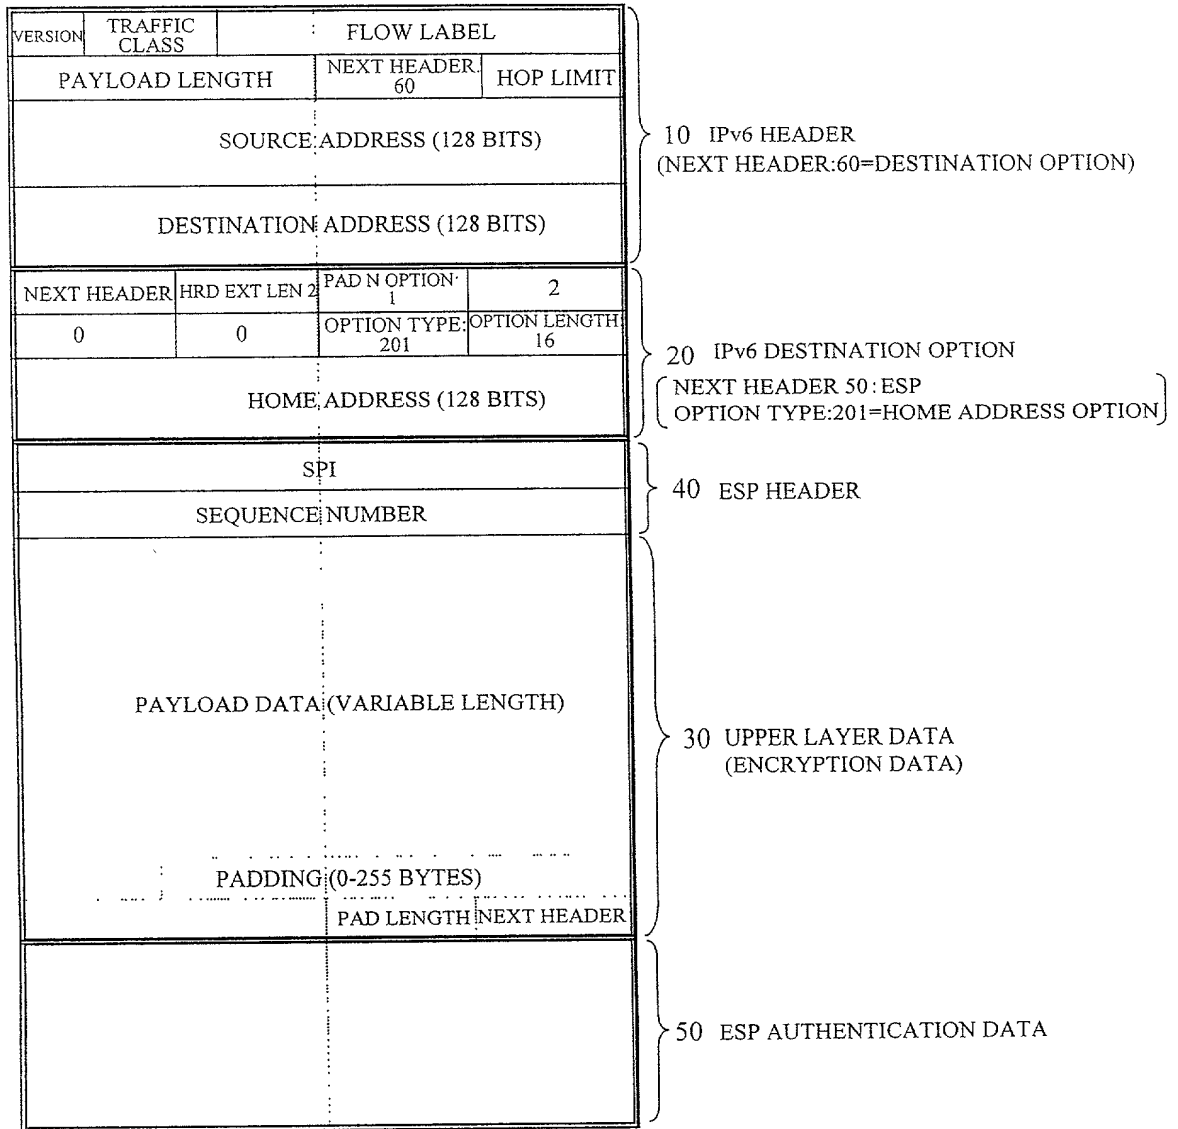 VERSION TRAFFIC CLASS FLOW LABEL
PAYLOAD LENGTH NEXT HEADER. 60 HOP LIMIT
SOURCE ADDRESS (128 BITS)
10 IPv6 HEADER
(NEXT HEADER:60=DESTINATION OPTION)
DESTINATION ADDRESS (128 BITS)
NEXT HEADER HRD EXT LEN 2 PAD N OPTION: 1 2
0 0 OPTION TYPE: 201 OPTION LENGTH: 16
20 IPv6 DESTINATION OPTION
NEXT HEADER 50:ESP
OPTION TYPE:201=HOME ADDRESS OPTION
HOME ADDRESS (128 BITS)
SPI
40 ESP HEADER
SEQUENCE NUMBER
PAYLOAD DATA (VARIABLE LENGTH)
30 UPPER LAYER DATA
(ENCRYPTION DATA)
PADDING (0-255 BYTES)
PAD LENGTH NEXT HEADER
50 ESP AUTHENTICATION DATA